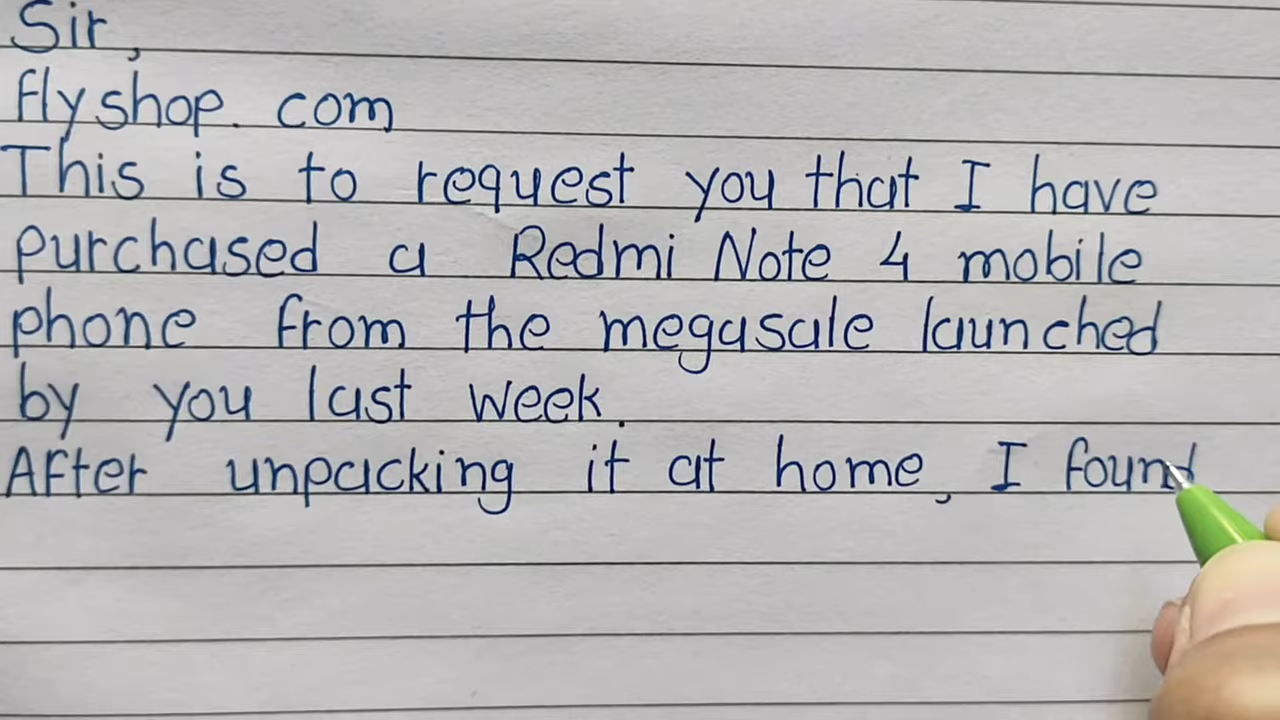 Sir,
flyshop. com
This is to request you that I have
purchased a Redmi Note 4 mobile
phone from the megasale launched
by you last week.
After unpacking it at home, I found